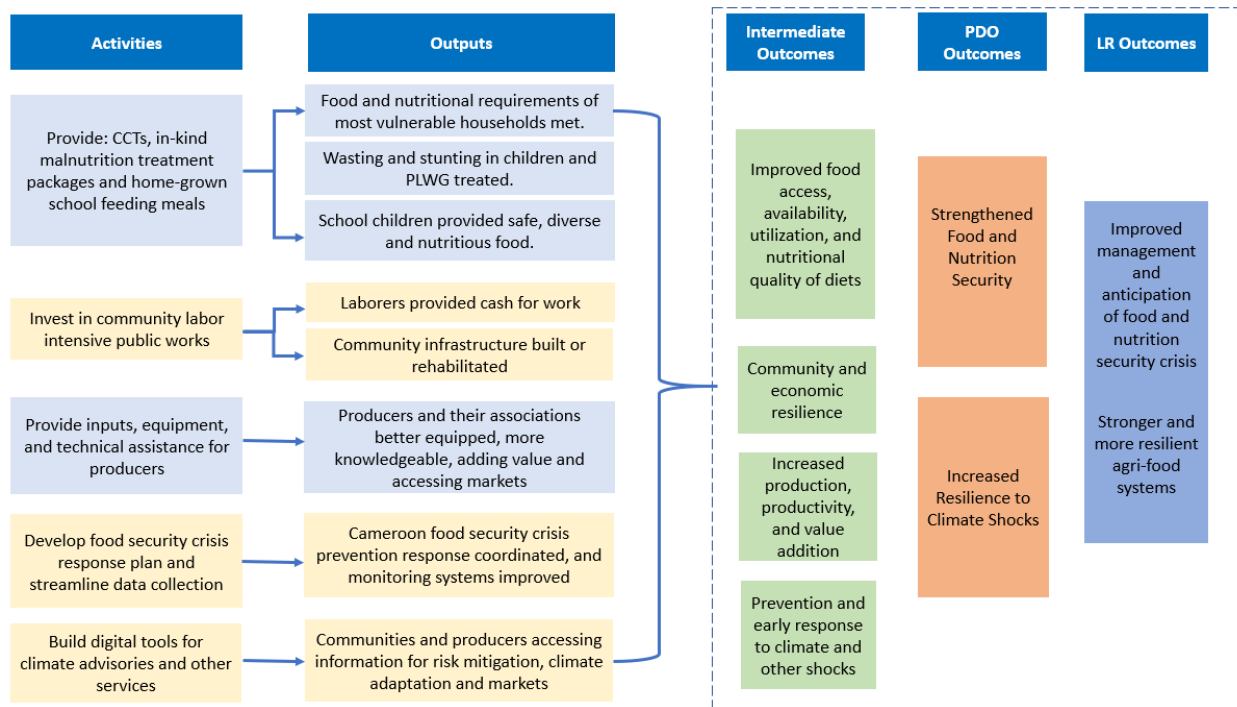 Activities
Outputs
Intermediate
Outcomes
PDO
Outcomes
LR Outcomes
Provide: CCTs, in-kind
malnutrition treatment
packages and home-grown
school feeding meals
Food and nutritional requirements of
most vulnerable households met.
Wasting and stunting in children and
PLWG treated.
School children provided safe, diverse
and nutritious food.
Invest in community labor
intensive public works
Laborers provided cash for work
Community infrastructure built or
rehabilitated
Provide inputs, equipment,
and technical assistance for
producers
Producers and their associations
better equipped, more
knowledgeable, adding value and
accessing markets
Develop food security crisis
response plan and
streamline data collection
Cameroon food security crisis
prevention response coordinated, and
monitoring systems improved
Build digital tools for
climate advisories and other
services
Communities and producers accessing
information for risk mitigation, climate
adaptation and markets
Improved food
access,
availability,
utilization, and
nutritional
quality of diets
Community and
economic
resilience
Increased
production,
productivity,
and value
addition
Prevention and
early response
to climate and
other shocks
Strengthened
Food and
Nutrition
Security
Increased
Resilience to
Climate Shocks
Improved
management
and
anticipation
of food and
nutrition
security crisis
Stronger and
more resilient
agri-food
systems